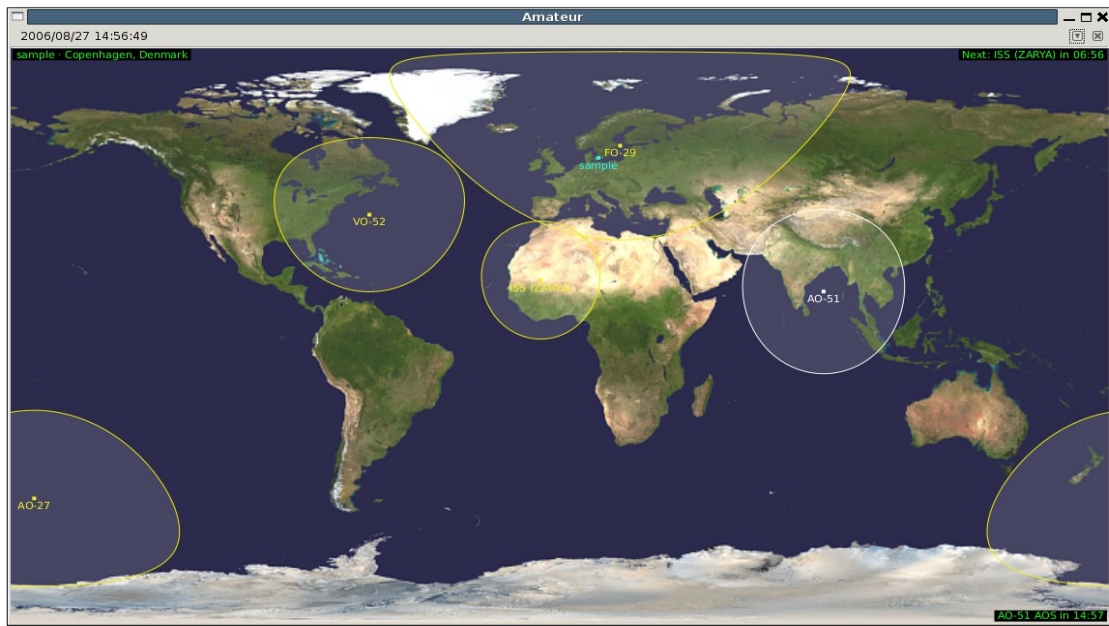 Amateur
2006/08/27 14:56:49
sample · Copenhagen, Denmark
Next: ISS (ZARYA) in 06:56
FO-29
sample
VO-52
ISS (ZARYA)
AO-51
AO-27
AO-51 AOS in 14:57